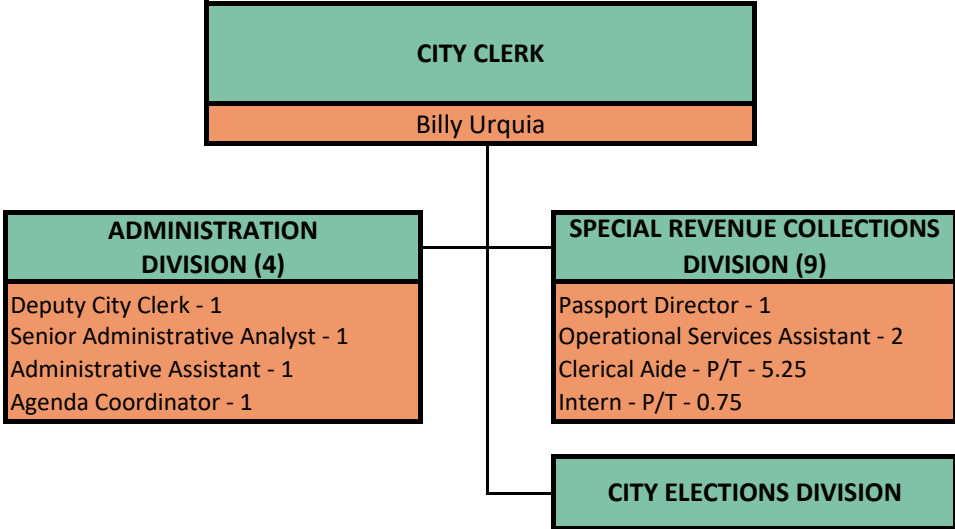 CITY CLERK
Billy Urquia
ADMINISTRATION
DIVISION (4)
Deputy City Clerk - 1
Senior Administrative Analyst - 1
Administrative Assistant - 1
Agenda Coordinator - 1
SPECIAL REVENUE COLLECTIONS
DIVISION (9)
Passport Director - 1
Operational Services Assistant - 2
Clerical Aide - P/T - 5.25
Intern - P/T - 0.75
CITY ELECTIONS DIVISION